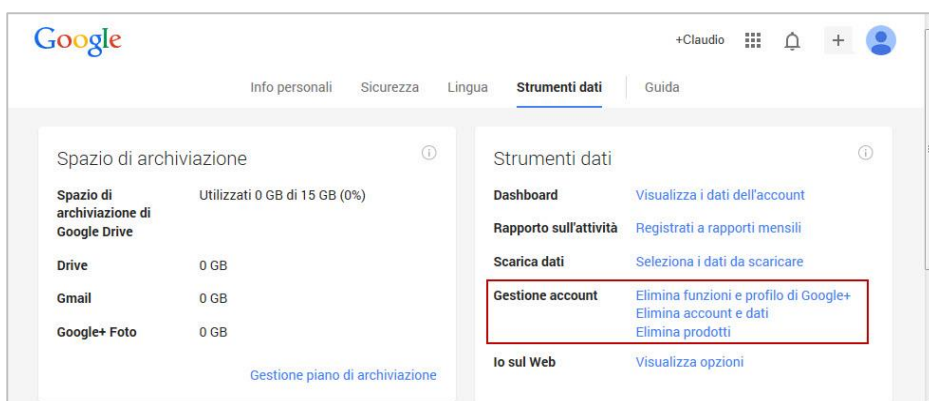 Google
+Claudio
Info personali Sicurezza Lingua Strumenti dati Guida
Spazio di archiviazione
Spazio di archiviazione di Google Drive Utilizzati 0 GB di 15 GB (0%)
Drive 0 GB
Gmail 0 GB
Google+ Foto 0 GB
Gestione piano di archiviazione
Strumenti dati
Dashboard Visualizza i dati dell'account
Rapporto sull'attività Registrati a rapporti mensili
Scarica dati Seleziona i dati da scaricare
Gestione account Elimina funzioni e profilo di Google+
Elimina account e dati
Elimina prodotti
Io sul Web Visualizza opzioni